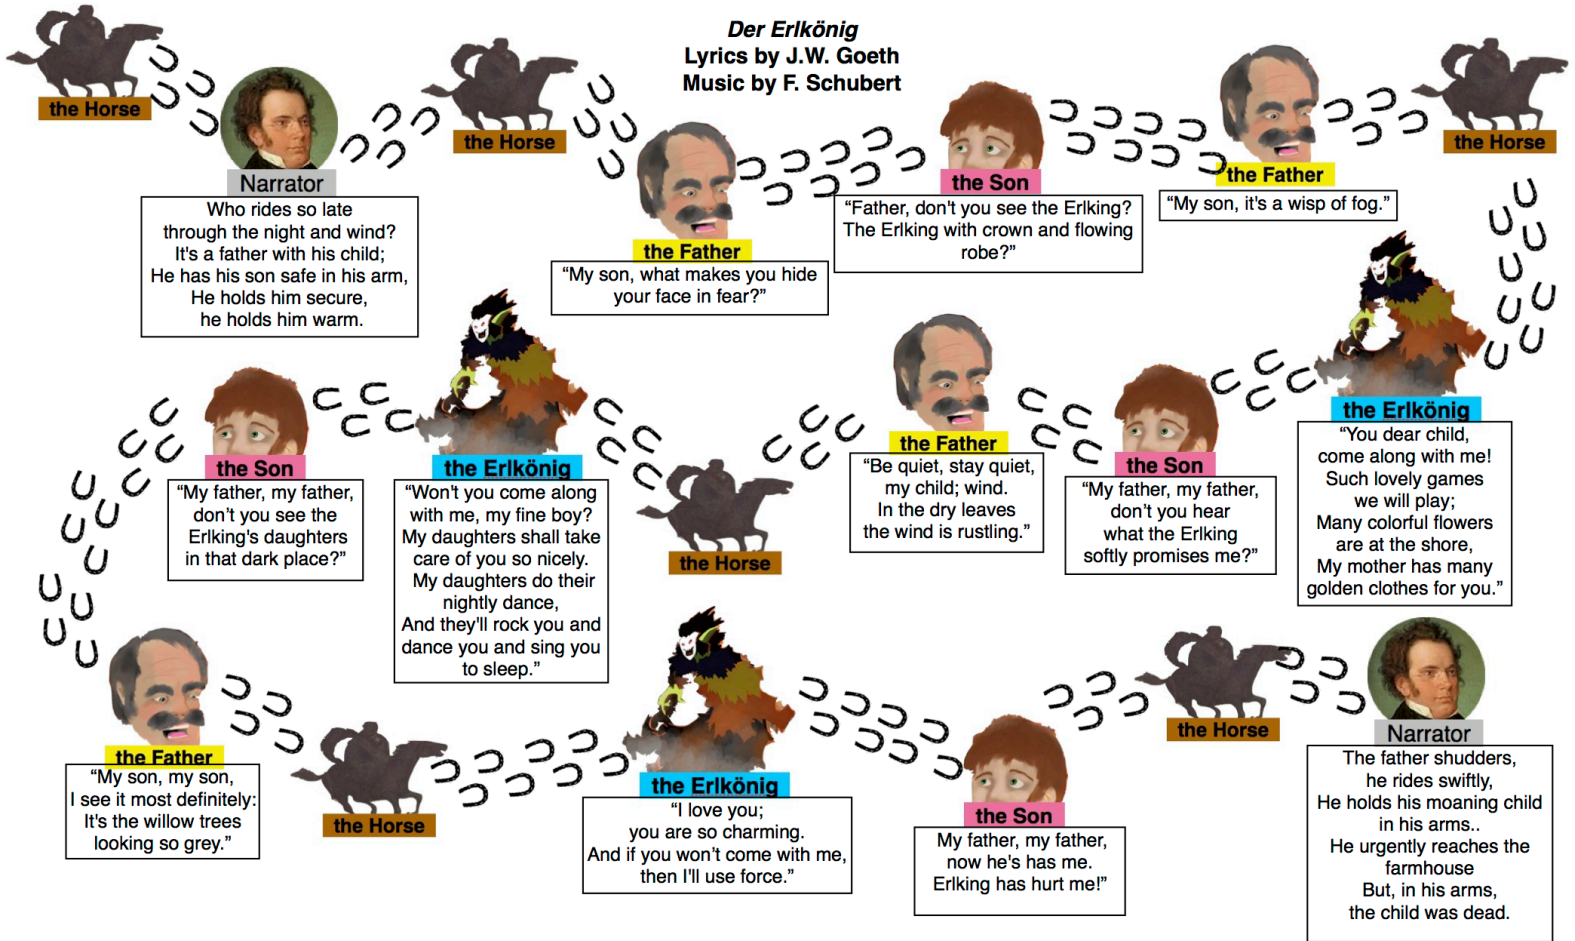 Der Erlkönig
Lyrics by J.W. Goeth
Music by F. Schubert
the Horse
Narrator
Who rides so late
through the night and wind?
It's a father with his child;
He has his son safe in his arm,
He holds him secure,
he holds him warm.
the Horse
the Father
“My son, what makes you hide
your face in fear?”
the Son
“Father, don't you see the Erlking?
The Erlking with crown and flowing
robe?”
the Father
“My son, it's a wisp of fog.”
the Horse
the Erlkönig
“You dear child,
come along with me!
Such lovely games
we will play;
Many colorful flowers
are at the shore,
My mother has many
golden clothes for you.”
the Son
“My father, my father,
don’t you hear
what the Erlking
softly promises me?”
the Father
“Be quiet, stay quiet,
my child; wind.
In the dry leaves
the wind is rustling.”
the Horse
the Erlkönig
“Won't you come along
with me, my fine boy?
My daughters shall take
care of you so nicely.
My daughters do their
nightly dance,
And they'll rock you and
dance you and sing you
to sleep.”
the Son
“My father, my father,
don’t you see the
Erlking's daughters
in that dark place?”
the Father
“My son, my son,
I see it most definitely:
It's the willow trees
looking so grey.”
the Horse
the Erlkönig
“I love you;
you are so charming.
And if you won’t come with me,
then I'll use force.”
the Son
My father, my father,
now he's has me.
Erlking has hurt me!”
the Horse
Narrator
The father shudders,
he rides swiftly,
He holds his moaning child
in his arms..
He urgently reaches the
farmhouse
But, in his arms,
the child was dead.